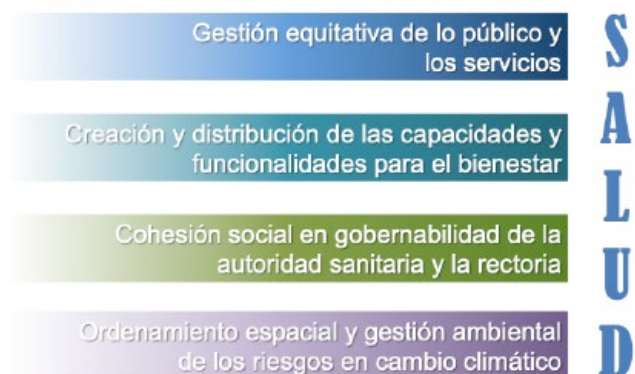 Gestión equitativa de lo público y
los servicios
Creación y distribución de las capacidades y
funcionalidades para el bienestar
Cohesión social en gobernabilidad de la
autoridad sanitaria y la rectoria
Ordenamiento espacial y gestión ambiental
de los riesgos en cambio climático
S
A
L
U
D